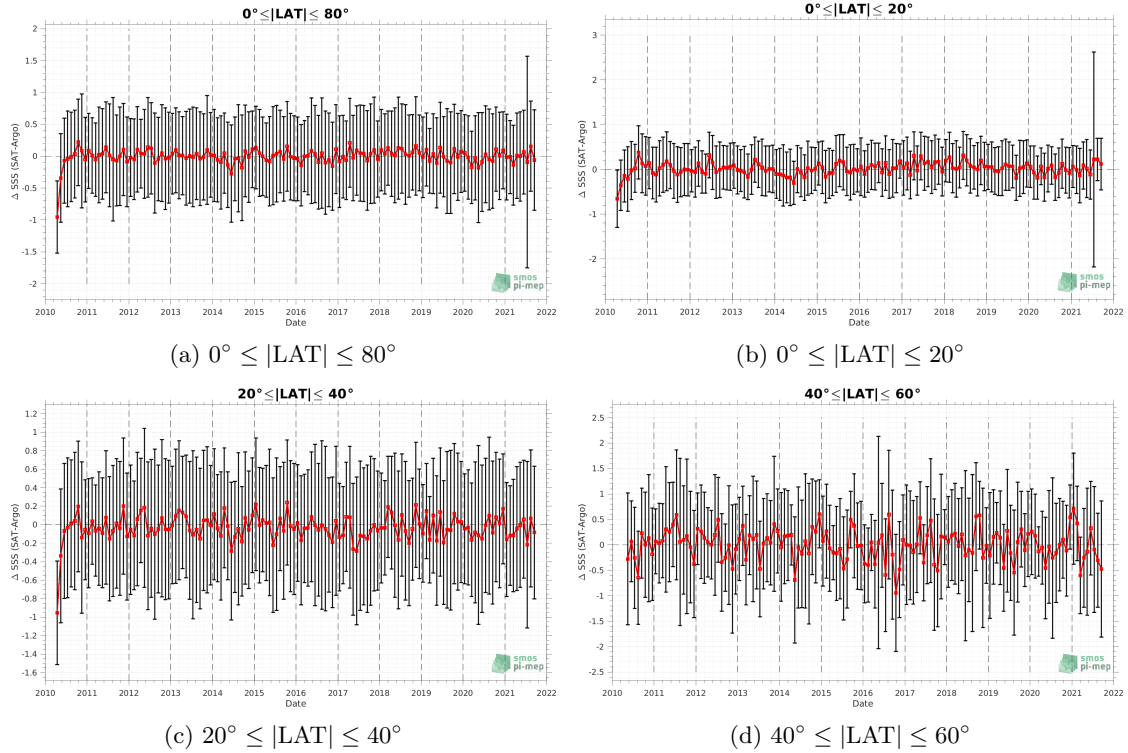 0°≤|LAT|≤ 80°
2
1.5
1
0.5
0
-0.5
-1
-1.5
-2
Δ SSS (SAT-Argo)
2010 2011 2012 2013 2014 2015 2016 2017 2018 2019 2020 2021 2022
Date
smos
pi-mep
(a) 0° ≤ |LAT| ≤ 80°
0°≤|LAT|≤ 20°
3
2
1
0
-1
-2
Δ SSS (SAT-Argo)
2010 2011 2012 2013 2014 2015 2016 2017 2018 2019 2020 2021 2022
Date
smos
pi-mep
(b) 0° ≤ |LAT| ≤ 20°
20°≤|LAT|≤ 40°
1.2
1
0.8
0.6
0.4
0.2
0
-0.2
-0.4
-0.6
-0.8
-1
-1.2
-1.4
-1.6
Δ SSS (SAT-Argo)
2010 2011 2012 2013 2014 2015 2016 2017 2018 2019 2020 2021 2022
Date
smos
pi-mep
(c) 20° ≤ |LAT| ≤ 40°
40°≤|LAT|≤ 60°
2.5
2
1.5
1
0.5
0
-0.5
-1
-1.5
-2
-2.5
Δ SSS (SAT-Argo)
2010 2011 2012 2013 2014 2015 2016 2017 2018 2019 2020 2021 2022
Date
smos
pi-mep
(d) 40° ≤ |LAT| ≤ 60°